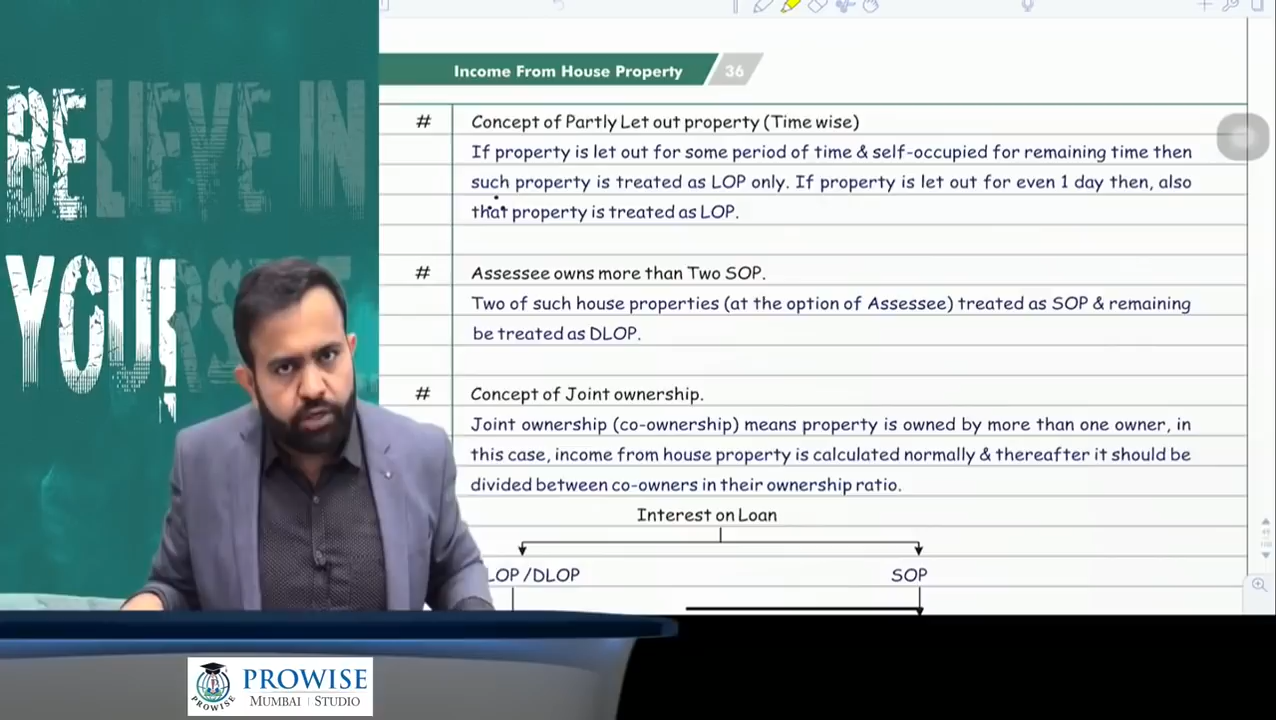 BELIEVE IN
YOURSE
Income From House Property 36
# Concept of Partly Let out property (Time wise)
If property is let out for some period of time & self-occupied for remaining time then
such property is treated as LOP only. If property is let out for even 1 day then, also
that property is treated as LOP.
# Assessee owns more than Two SOP.
Two of such house properties (at the option of Assessee) treated as SOP & remaining
be treated as DLOP.
# Concept of Joint ownership.
Joint ownership (co-ownership) means property is owned by more than one owner, in
this case, income from house property is calculated normally & thereafter it should be
divided between co-owners in their ownership ratio.
Interest on Loan
LOP /DLOP SOP
PROWISE
PROWISE
MUMBAI | STUDIO